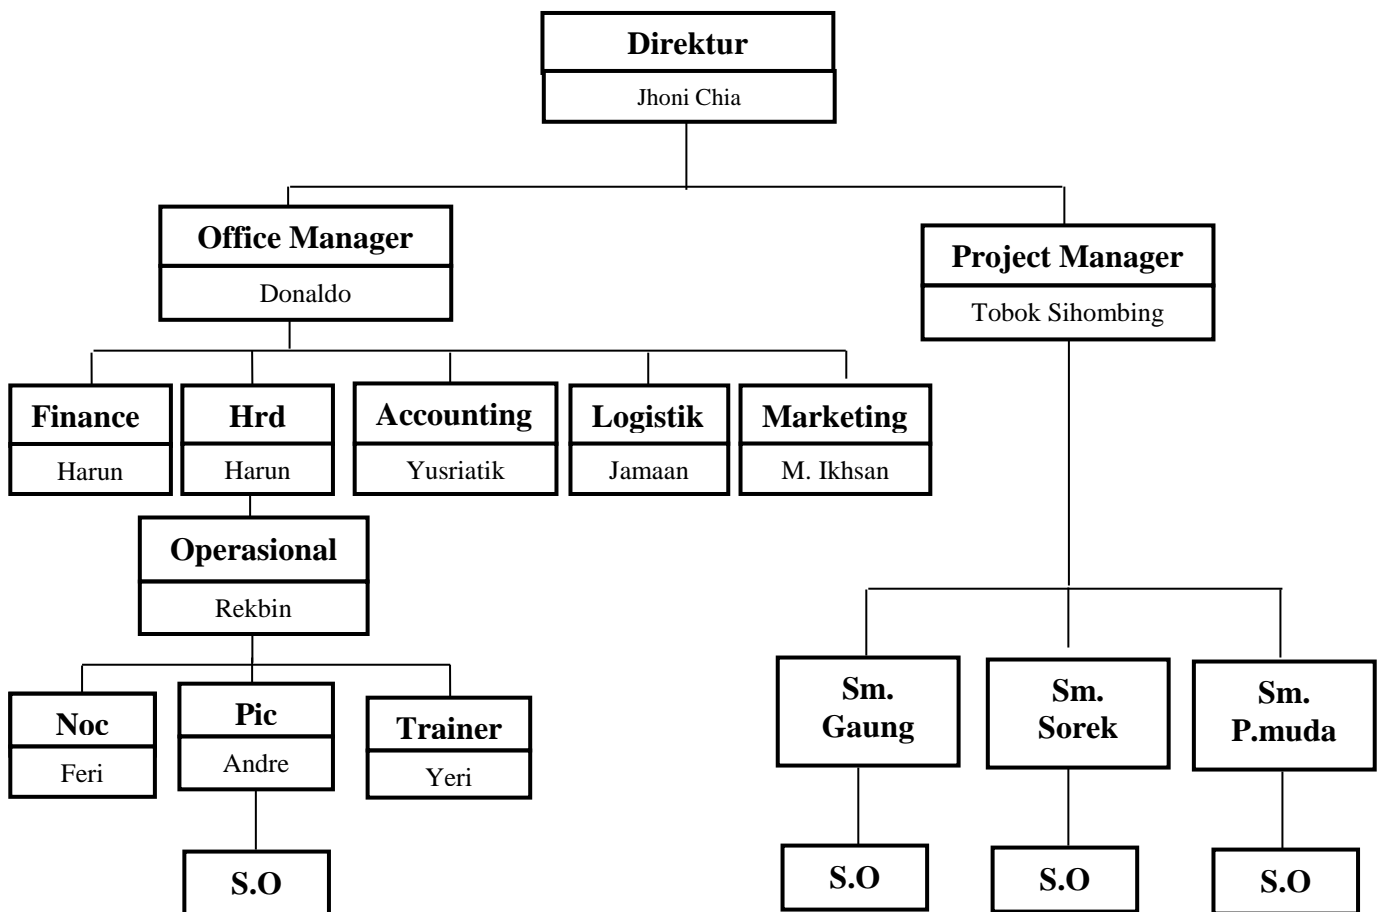 Direktur
Jhoni Chia
Office Manager
Donaldo
Project Manager
Tobok Sihombing
Finance
Harun
Hrd
Harun
Accounting
Yusriatik
Logistik
Jamaan
Marketing
M. Ikhsan
Operasional
Rekbin
Noc
Feri
Pic
Andre
Trainer
Yeri
S.O
Sm.
Gaung
Sm.
Sorek
Sm.
P.muda
S.O
S.O
S.O